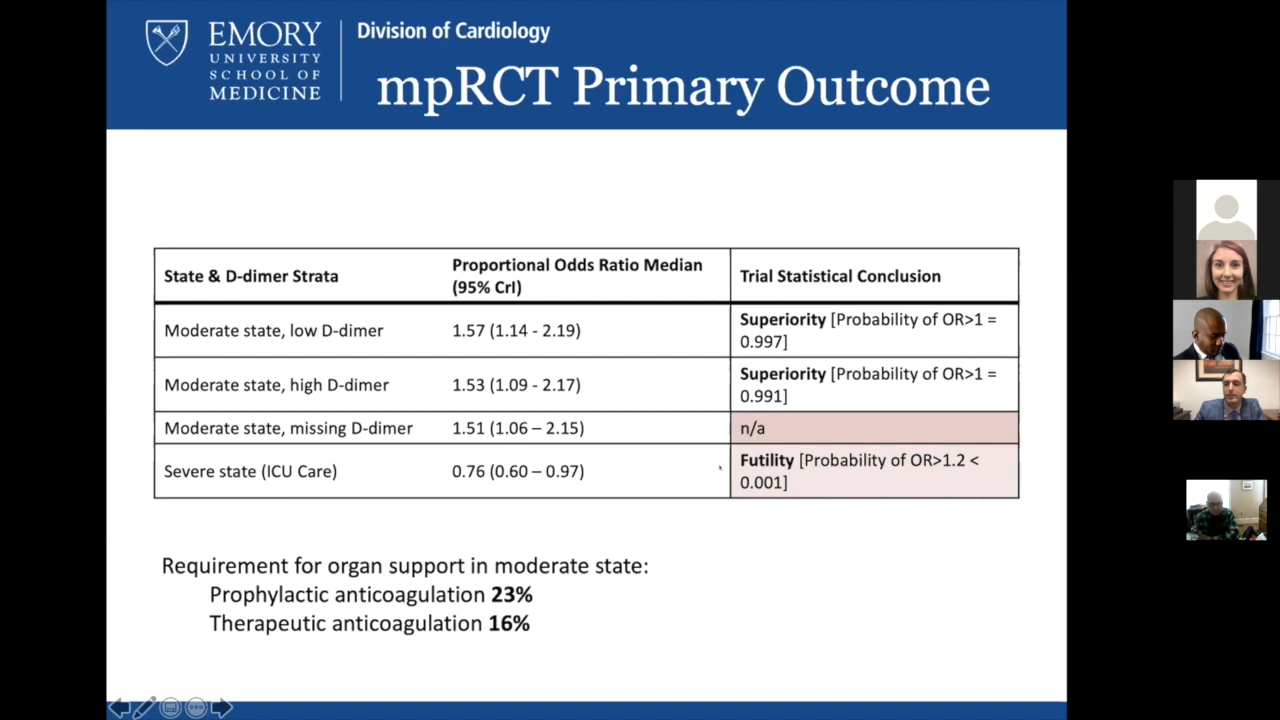 EMORY
UNIVERSITY
SCHOOL OF
MEDICINE
Division of Cardiology
mpRCT Primary Outcome
State & D-dimer Strata
Proportional Odds Ratio Median
(95% CrI)
Trial Statistical Conclusion
Moderate state, low D-dimer
1.57 (1.14 - 2.19)
Superiority [Probability of OR>1 =
0.997]
Moderate state, high D-dimer
1.53 (1.09 - 2.17)
Superiority [Probability of OR>1 =
0.991]
Moderate state, missing D-dimer
1.51 (1.06 – 2.15)
n/a
Severe state (ICU Care)
0.76 (0.60 – 0.97)
Futility [Probability of OR>1.2 <
0.001]
Requirement for organ support in moderate state:
Prophylactic anticoagulation 23%
Therapeutic anticoagulation 16%